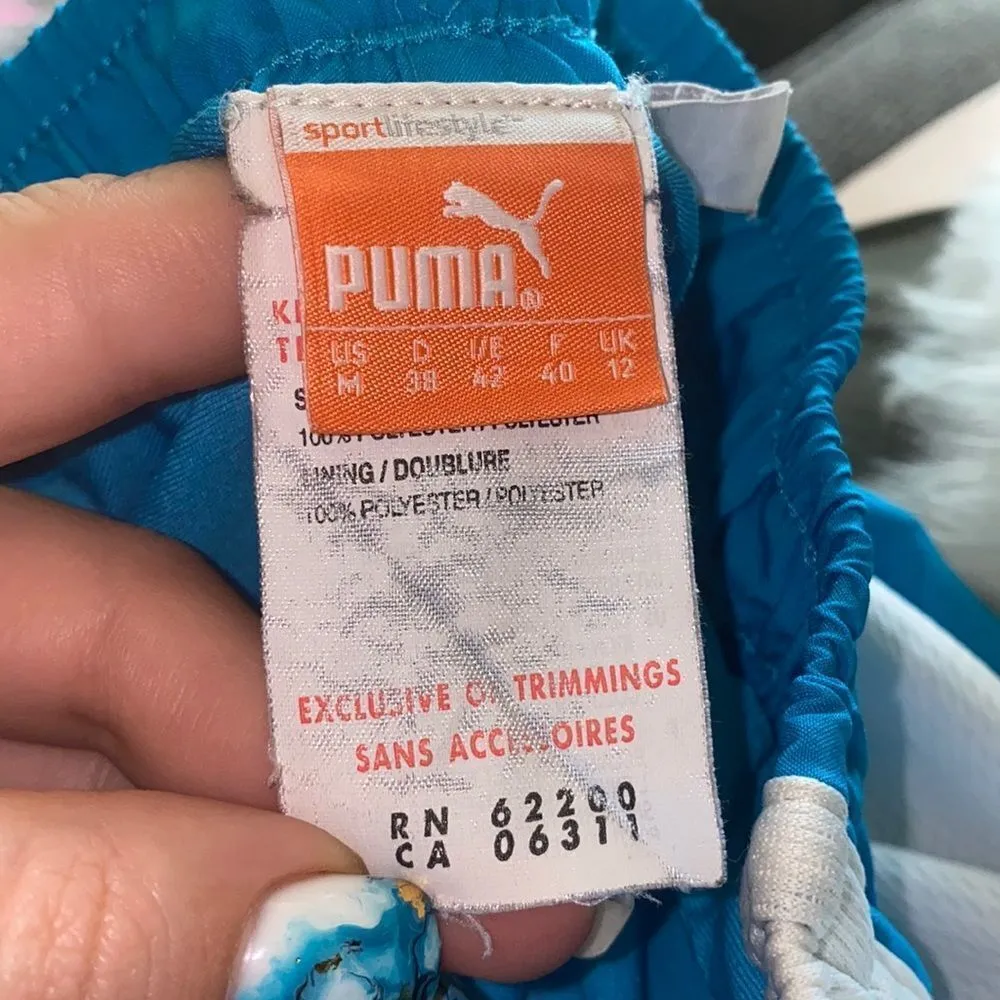 sportlifestyle™
PUMA®
US D I/E F UK
M 38 42 40 12
100% POLYESTER / POLYESTER
LINING / DOUBLURE
100% POLYESTER / POLYESTER
EXCLUSIVE OF TRIMMINGS
SANS ACCESSOIRES
RN 62200
CA 06311